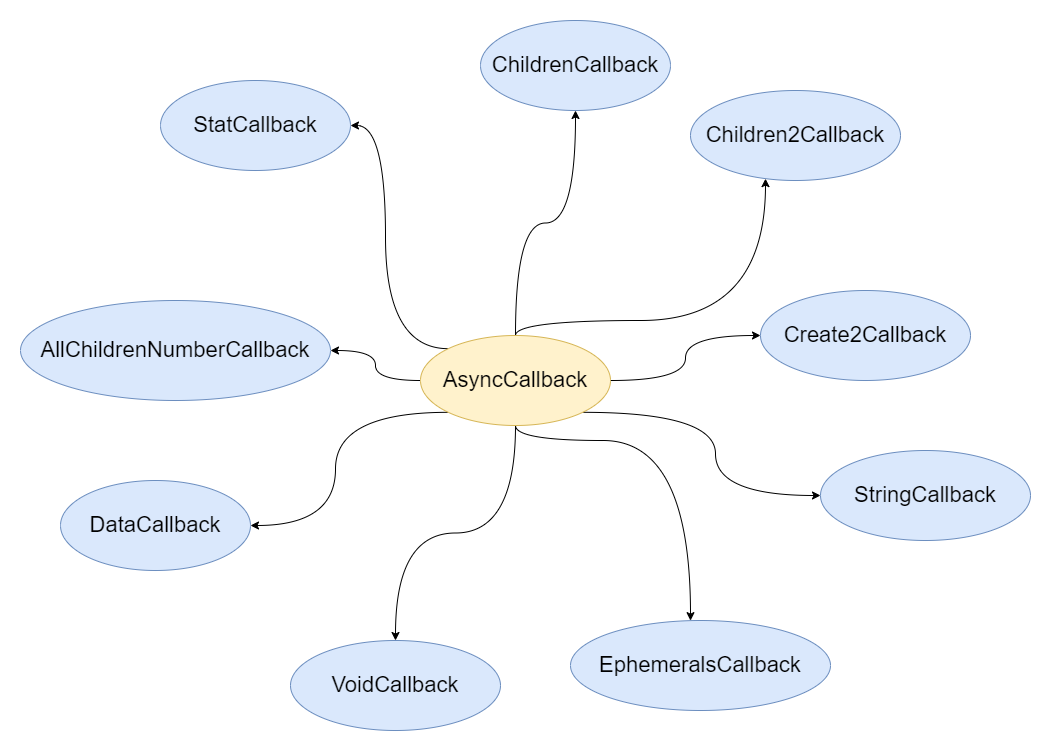 ChildrenCallback
StatCallback
Children2Callback
Create2Callback
AllChildrenNumberCallback
AsyncCallback
StringCallback
DataCallback
EphemeralsCallback
VoidCallback